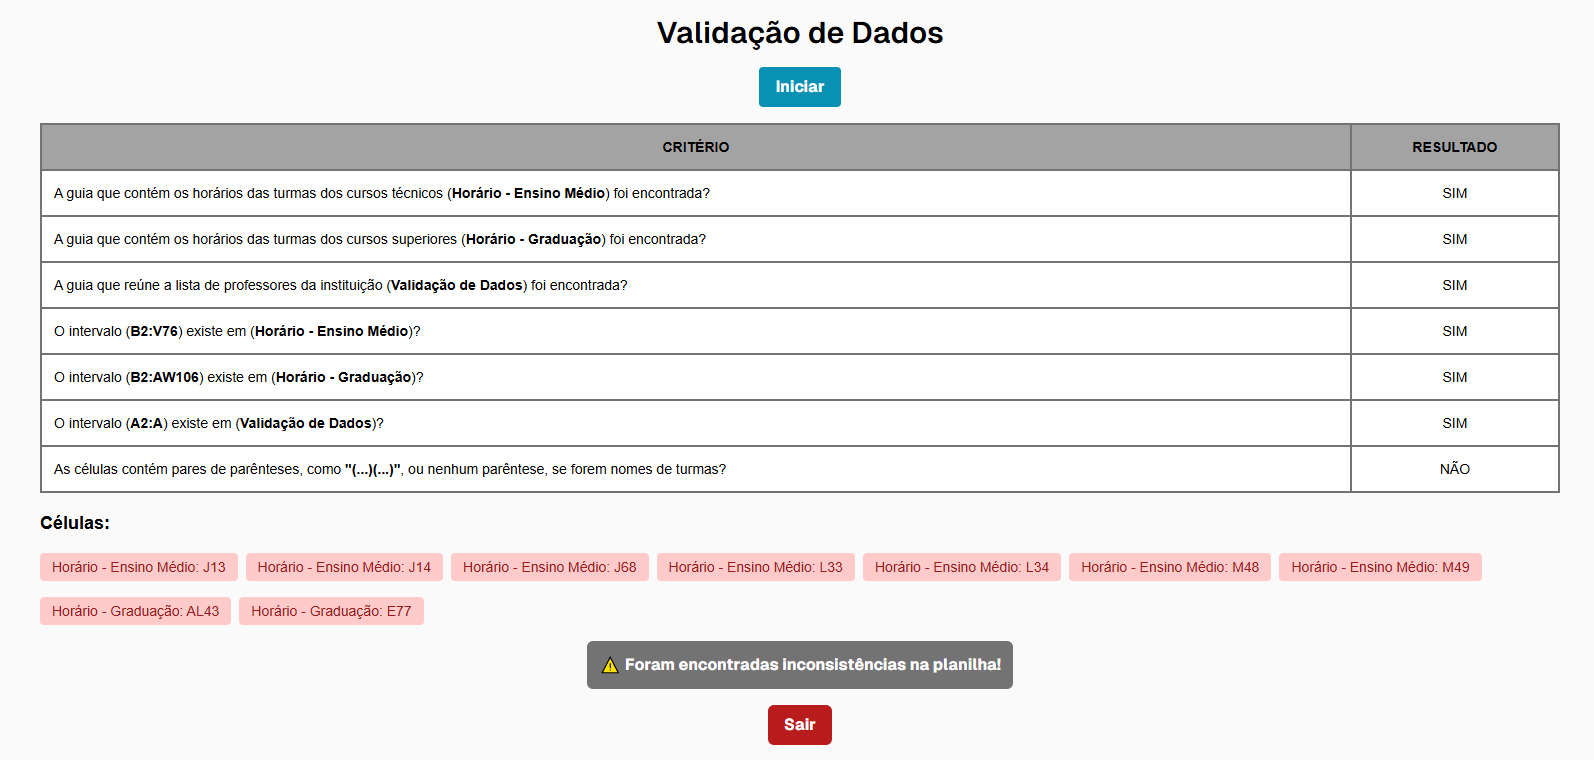 Validação de Dados
Iniciar
CRITÉRIO RESULTADO
A guia que contém os horários das turmas dos cursos técnicos (Horário - Ensino Médio) foi encontrada? SIM
A guia que contém os horários das turmas dos cursos superiores (Horário - Graduação) foi encontrada? SIM
A guia que reúne a lista de professores da instituição (Validação de Dados) foi encontrada? SIM
O intervalo (B2:V76) existe em (Horário - Ensino Médio)? SIM
O intervalo (B2:AW106) existe em (Horário - Graduação)? SIM
O intervalo (A2:A) existe em (Validação de Dados)? SIM
As células contém pares de parênteses, como "(...)(...)", ou nenhum parêntese, se forem nomes de turmas? NÃO
Células:
Horário - Ensino Médio: J13 Horário - Ensino Médio: J14 Horário - Ensino Médio: J68 Horário - Ensino Médio: L33 Horário - Ensino Médio: L34 Horário - Ensino Médio: M48 Horário - Ensino Médio: M49
Horário - Graduação: AL43 Horário - Graduação: E77
⚠️ Foram encontradas inconsistências na planilha!
Sair